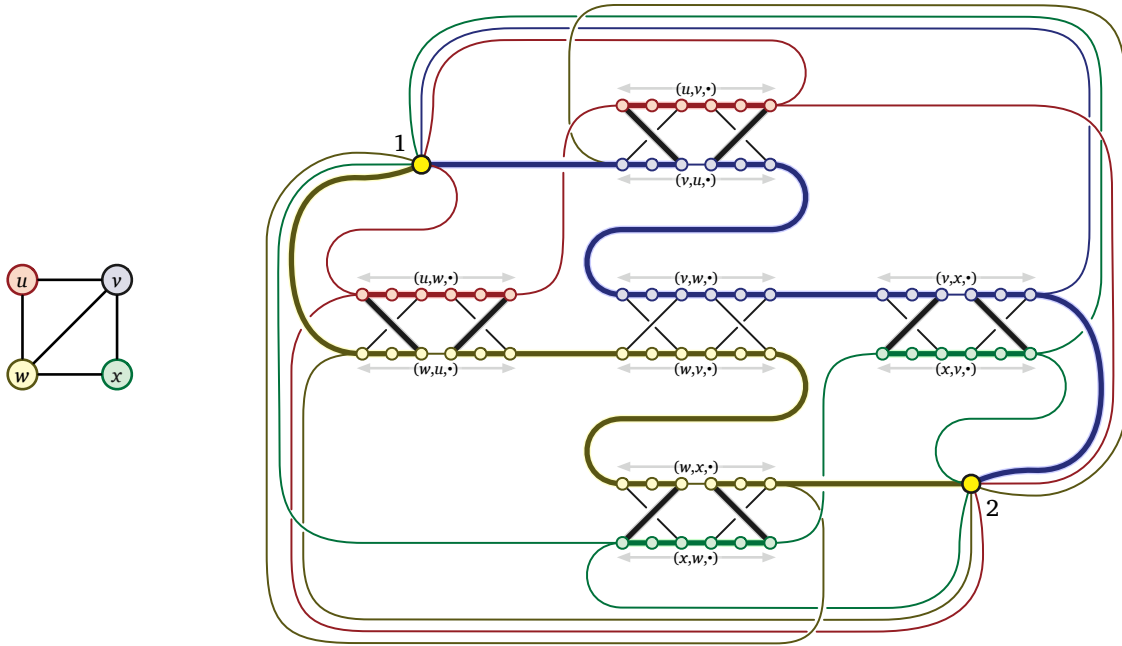 (u,v,•)
1
(v,u,•)
u
v
(u,w,•)
(v,w,•)
(v,x,•)
w
x
(w,u,•)
(w,v,•)
(x,v,•)
(w,x,•)
2
(x,w,•)